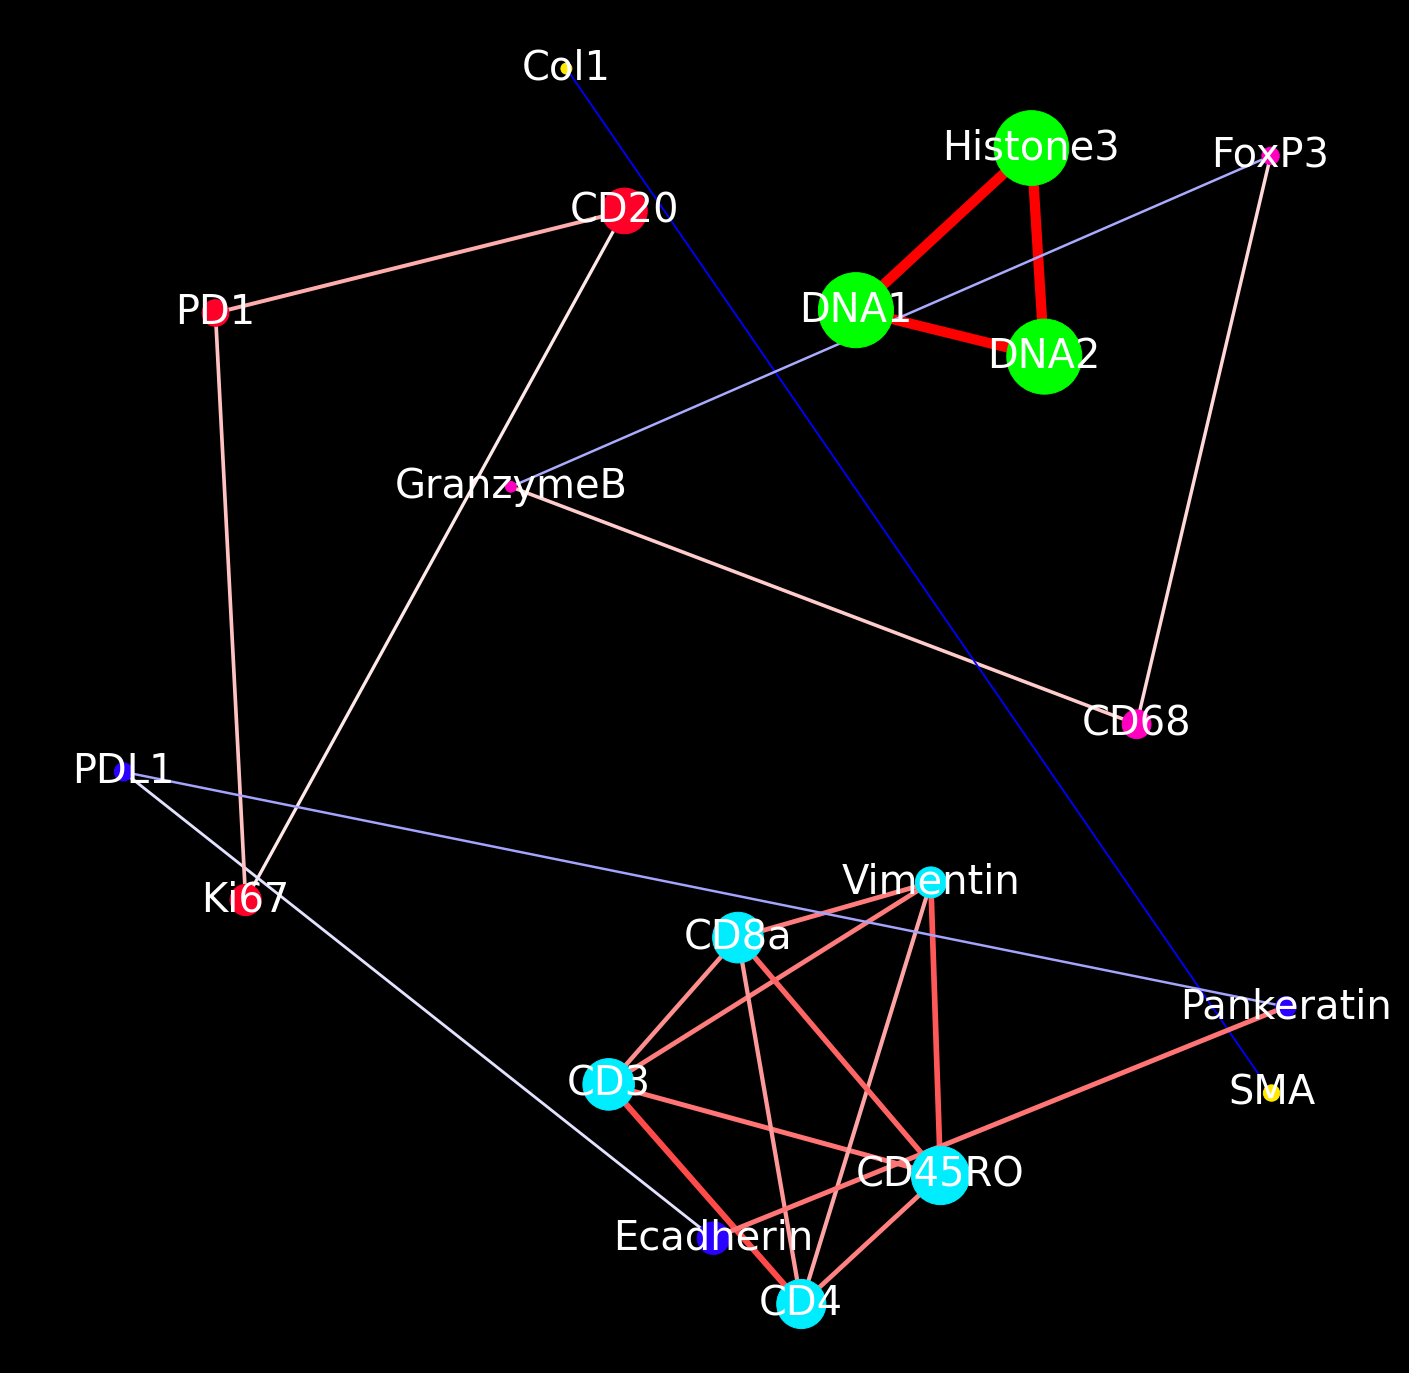 Col1
Histone3
FoxP3
CD20
PD1
DNA1
DNA2
GranzymeB
CD68
PDL1
Vimentin
Ki67
CD8a
Pankeratin
CD3
SMA
CD45RO
Ecadherin
CD4